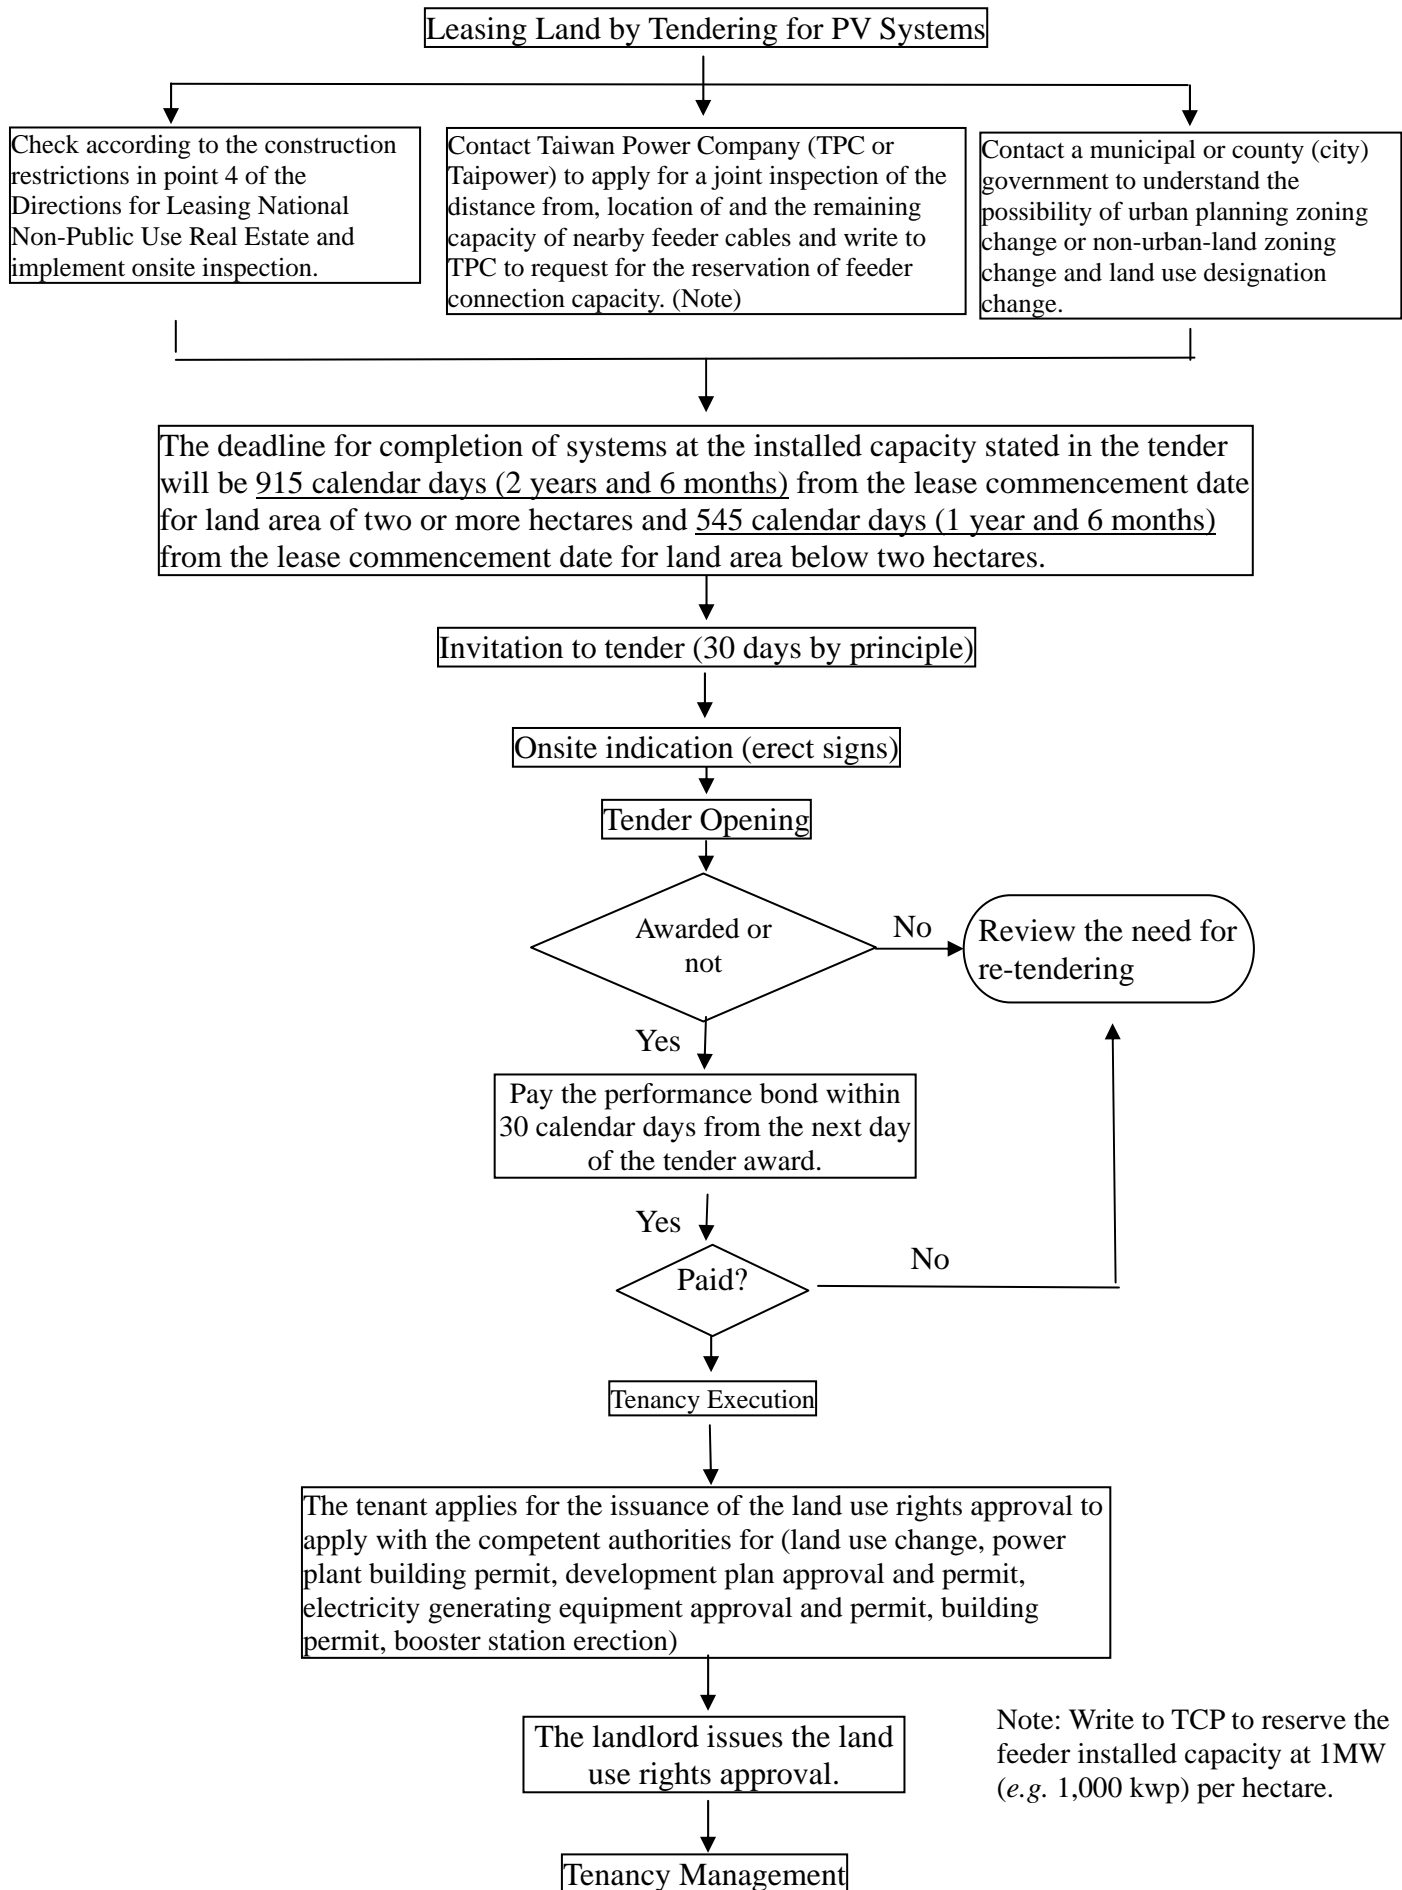 Leasing Land by Tendering for PV Systems
Check according to the construction
restrictions in point 4 of the
Directions for Leasing National
Non-Public Use Real Estate and
implement onsite inspection.
Contact Taiwan Power Company (TPC or
Taipower) to apply for a joint inspection of the
distance from, location of and the remaining
capacity of nearby feeder cables and write to
TPC to request for the reservation of feeder
connection capacity. (Note)
Contact a municipal or county (city)
government to understand the
possibility of urban planning zoning
change or non-urban-land zoning
change and land use designation
change.
The deadline for completion of systems at the installed capacity stated in the tender
will be 915 calendar days (2 years and 6 months) from the lease commencement date
for land area of two or more hectares and 545 calendar days (1 year and 6 months)
from the lease commencement date for land area below two hectares.
Invitation to tender (30 days by principle)
Onsite indication (erect signs)
Tender Opening
Awarded or
not
No
Review the need for
re-tendering
Yes
Pay the performance bond within
30 calendar days from the next day
of the tender award.
Yes
Paid?
No
Tenancy Execution
The tenant applies for the issuance of the land use rights approval to
apply with the competent authorities for (land use change, power
plant building permit, development plan approval and permit,
electricity generating equipment approval and permit, building
permit, booster station erection)
The landlord issues the land
use rights approval.
Note: Write to TCP to reserve the
feeder installed capacity at 1MW
(e.g. 1,000 kwp) per hectare.
Tenancy Management